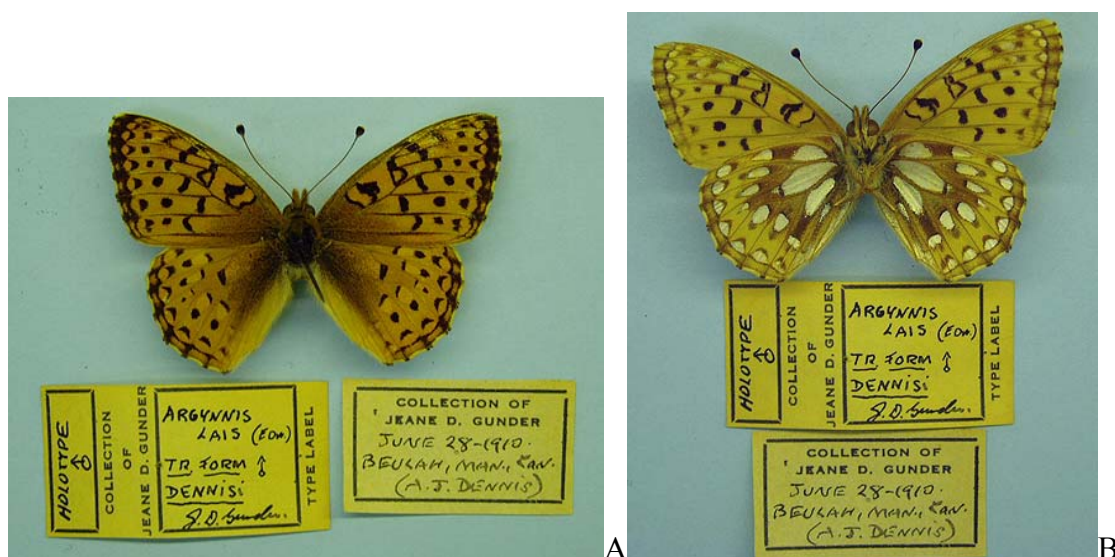 HOLOTYPE
♂
COLLECTION
OF
JEANE D. GUNDER
ARGYNNIS
LAIS (EDW.)
TR. FORM ♂
DENNISI
J. D. Gunder.
TYPE LABEL
COLLECTION OF
JEANE D. GUNDER
JUNE 28-1910.
BEULAH, MAN., CAN.
(A.J. DENNIS)
A
HOLOTYPE
♂
COLLECTION
OF
JEANE D. GUNDER
ARGYNNIS
LAIS (EDW.)
TR. FORM ♂
DENNISI
J. D. Gunder.
TYPE LABEL
COLLECTION OF
JEANE D. GUNDER
JUNE 28-1910.
BEULAH, MAN., CAN.
(A.J. DENNIS)
B